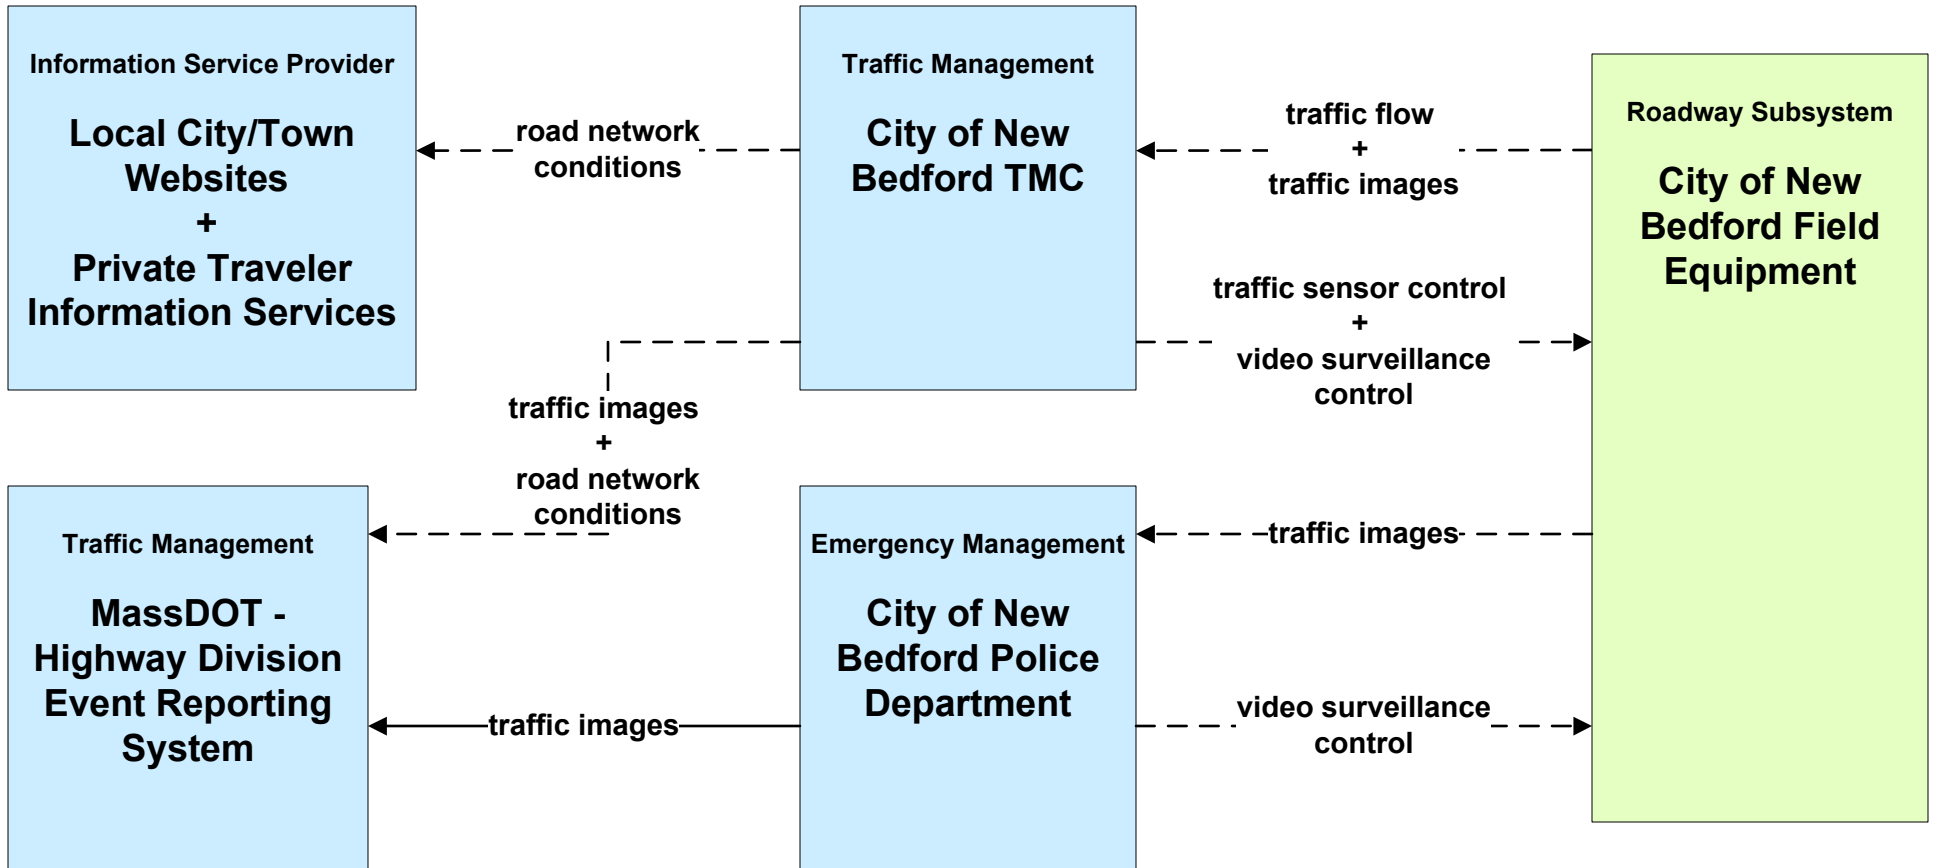 Information Service Provider
Local City/Town
Websites
+
Private Traveler
Information Services
road network
conditions
Traffic Management
City of New
Bedford TMC
traffic flow
+
traffic images
Roadway Subsystem
City of New
Bedford Field
Equipment
traffic sensor control
+
video surveillance
control
traffic images
+
road network
conditions
Traffic Management
MassDOT -
Highway Division
Event Reporting
System
traffic images
Emergency Management
City of New
Bedford Police
Department
traffic images
video surveillance
control